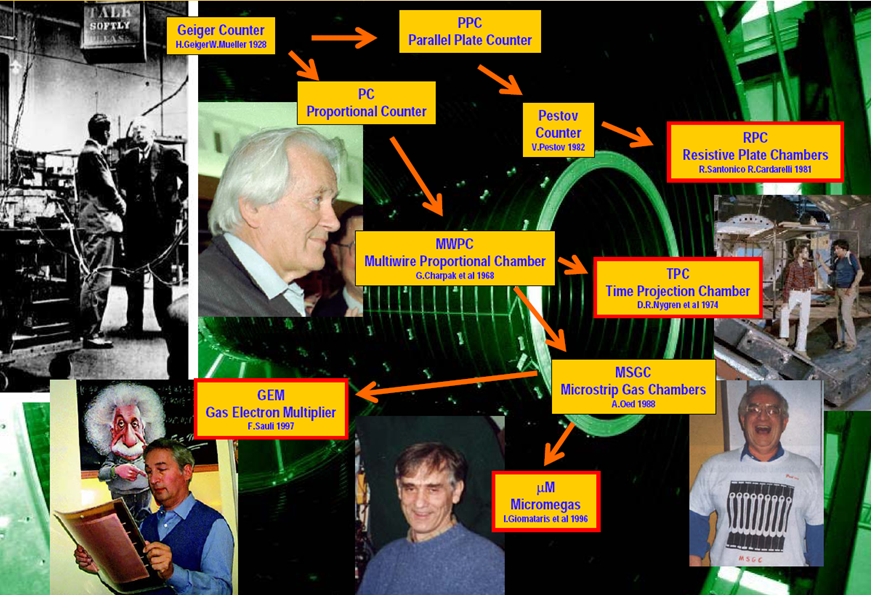 TALK
SOFTLY
PLEASE
Geiger Counter
H.GeigerW.Mueller 1928
PPC
Parallel Plate Counter
PC
Proportional Counter
Pestov
Counter
V.Pestov 1982
RPC
Resistive Plate Chambers
R.Santonico R.Cardarelli 1981
MWPC
Multiwire Proportional Chamber
G.Charpak et al 1968
TPC
Time Projection Chamber
D.R.Nygren et al 1974
MSGC
Microstrip Gas Chambers
A.Oed 1988
GEM
Gas Electron Multiplier
F.Sauli 1997
μM
Micromegas
I.Giomataris et al 1996
MSGC